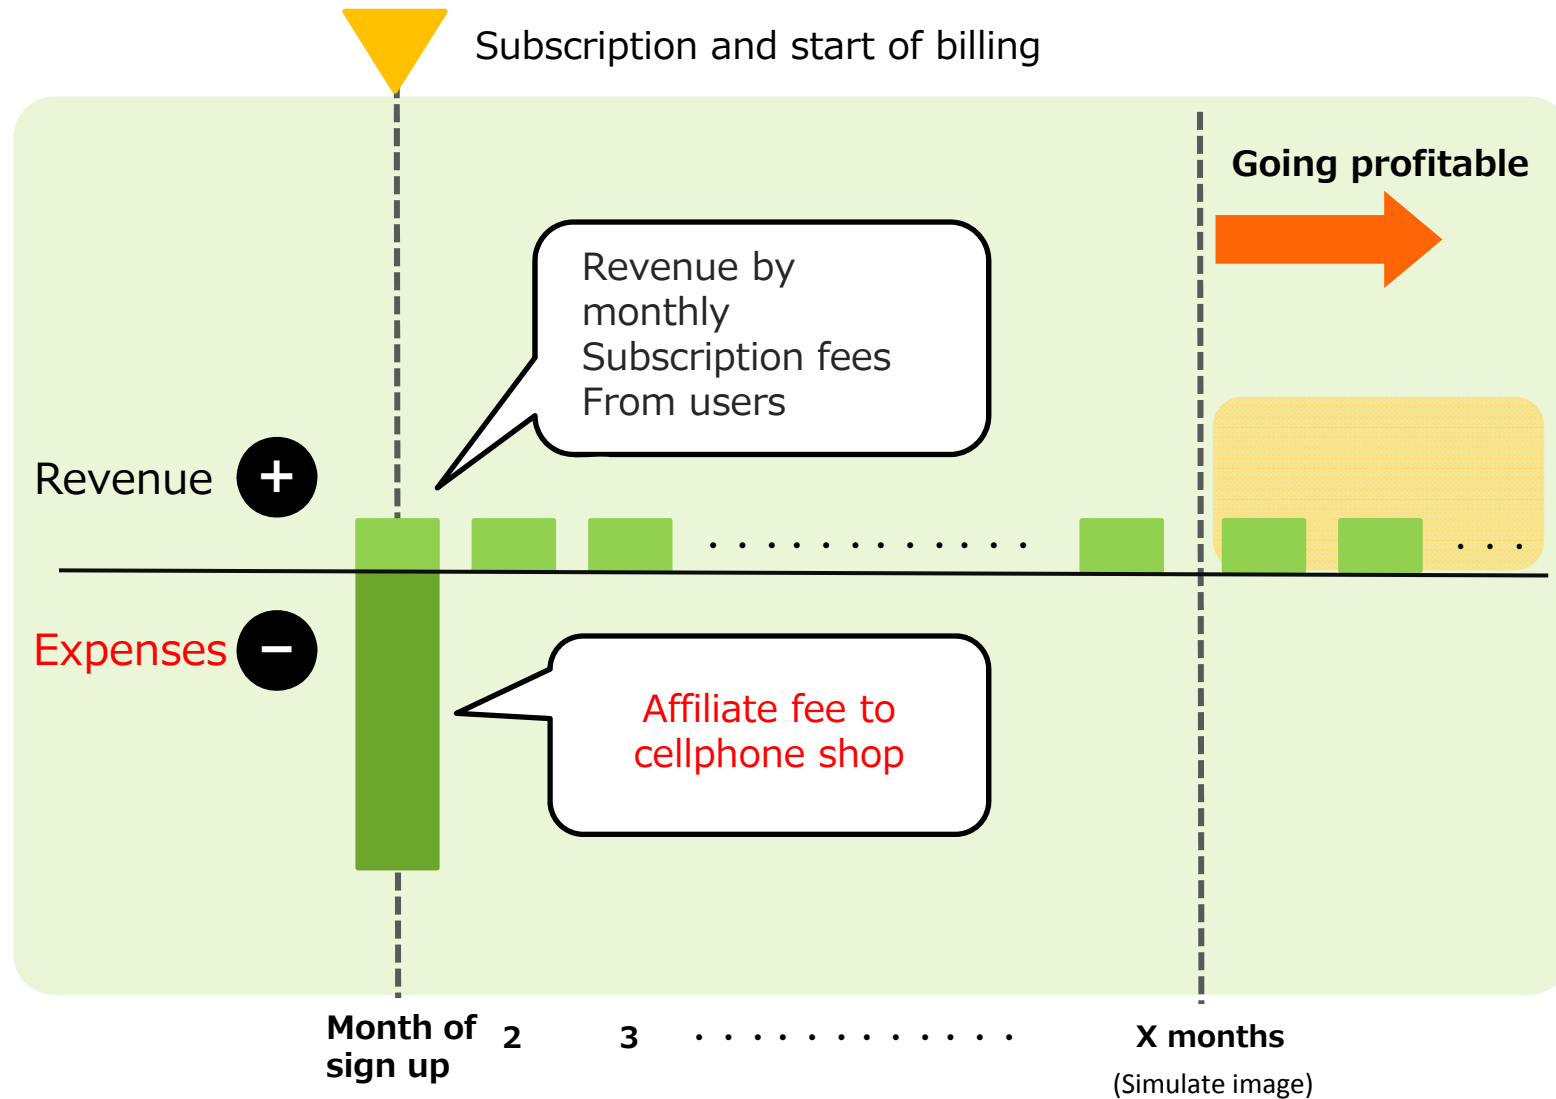 Subscription and start of billing
Going profitable
Revenue by
monthly
Subscription fees
From users
Revenue +
Expenses −
Affiliate fee to
cellphone shop
Month of
sign up
2
3
・・・・・・・・・・・・
X months
(Simulate image)